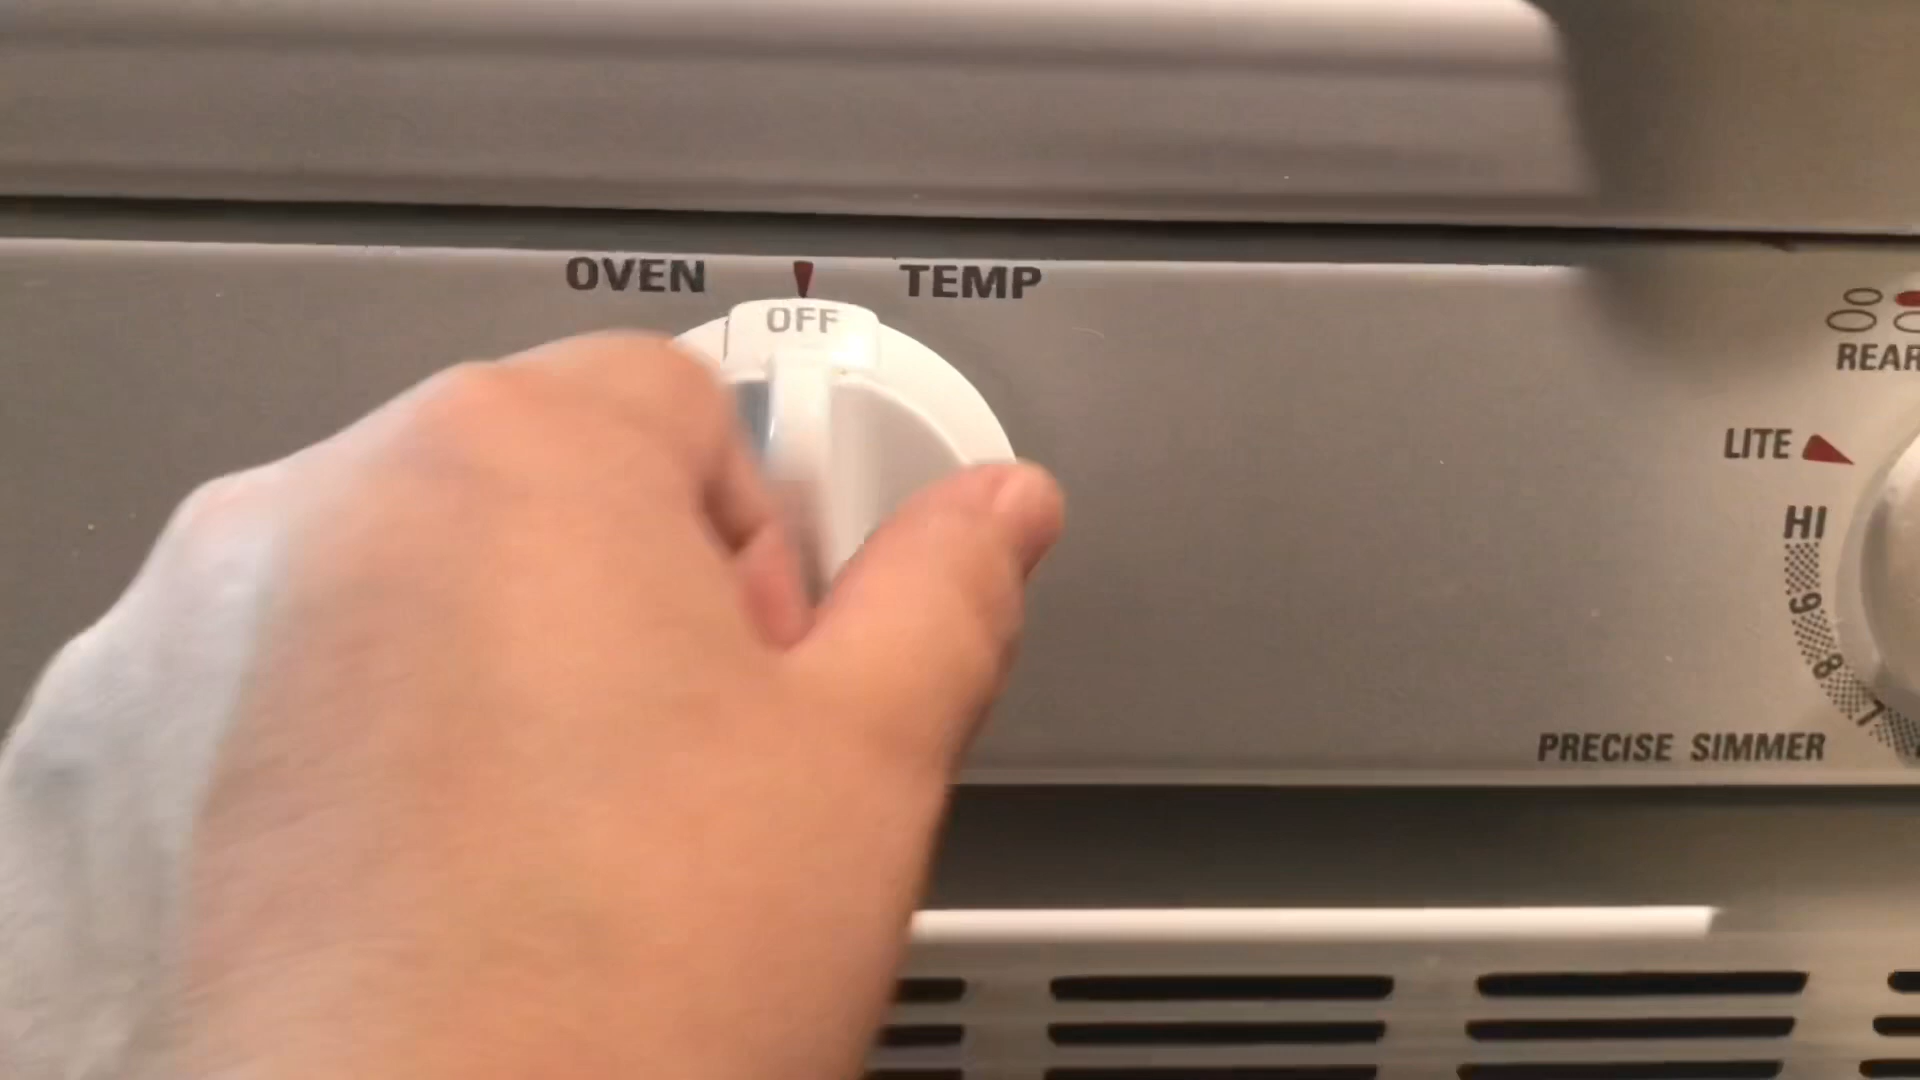 OVEN TEMP
OFF
REAR
LITE
HI
9
8
7
PRECISE SIMMER